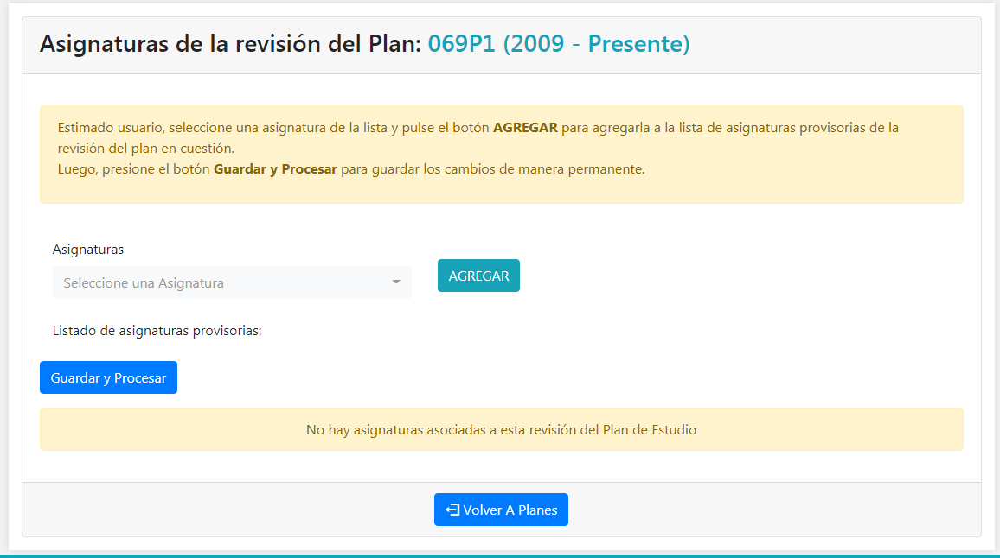 Asignaturas de la revisión del Plan: 069P1 (2009 - Presente)
Estimado usuario, seleccione una asignatura de la lista y pulse el botón AGREGAR para agregarla a la lista de asignaturas provisorias de la
revisión del plan en cuestión.
Luego, presione el botón Guardar y Procesar para guardar los cambios de manera permanente.
Asignaturas
Seleccione una Asignatura
AGREGAR
Listado de asignaturas provisorias:
Guardar y Procesar
No hay asignaturas asociadas a esta revisión del Plan de Estudio
Volver A Planes